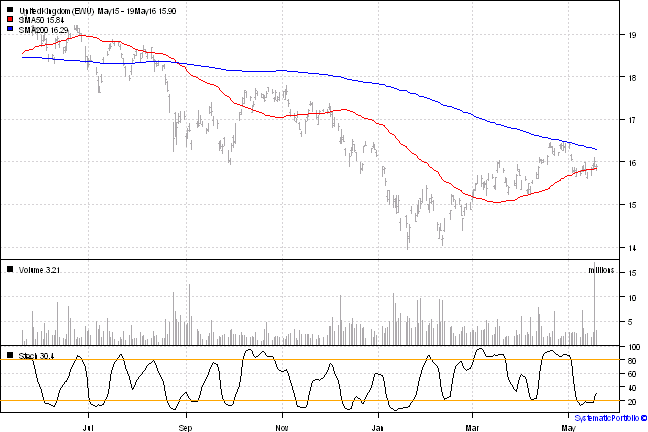 UnitedKingdom (EWU) May15 - 19May16 15.90
SMA50 15.84
SMA200 16.29
19
18
17
16
15
14
Volume 3.21
millions
15
10
5
Stoch 30.4
100
80
60
40
20
Jul
Sep
Nov
Jan
Mar
May
SystematicPortfolio ©